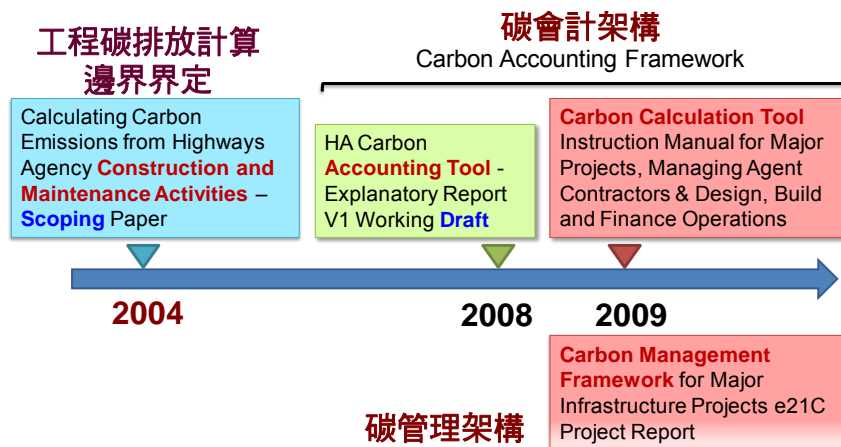 工程碳排放計算
邊界界定
碳會計架構
Carbon Accounting Framework
Calculating Carbon
Emissions from Highways
Agency Construction and
Maintenance Activities –
Scoping Paper
HA Carbon
Accounting Tool -
Explanatory Report
V1 Working Draft
Carbon Calculation Tool
Instruction Manual for Major
Projects, Managing Agent
Contractors & Design, Build
and Finance Operations
2004
2008
2009
碳管理架構
Carbon Management
Framework for Major
Infrastructure Projects e21C
Project Report